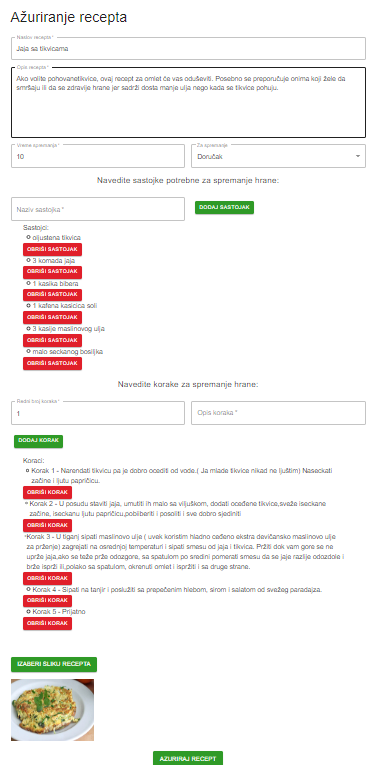 Ažuriranje recepta
Naslov recepta *
Jaja sa tikvicama
Opis recepta *
Ako volite pohovanetikvice, ovaj recept za omlet će vas oduševiti. Posebno se preporučuje onima koji žele da
smršaju ili da se zdravije hrane jer sadrži dosta manje ulja nego kada se tikvice pohuju.
Vreme spremanja *
Za spremanje
10
Doručak
Navedite sastojke potrebne za spremanje hrane:
Naziv sastojka *
DODAJ SASTOJAK
Sastojci:
oljustena tikvica
OBRIŠI SASTOJAK
3 komada jaja
OBRIŠI SASTOJAK
1 kasika bibera
OBRIŠI SASTOJAK
1 kafena kasicica soli
OBRIŠI SASTOJAK
3 kasije maslinovog ulja
OBRIŠI SASTOJAK
malo seckanog bosiljka
OBRIŠI SASTOJAK
Navedite korake za spremanje hrane:
Redni broj koraka *
1
Opis koraka *
DODAJ KORAK
Koraci:
Korak 1 - Narendati tikvicu pa je dobro ocediti od vode.( Ja mlade tikvice nikad ne ljuštim) Naseckati
začine i ljutu papričicu.
OBRIŠI KORAK
Korak 2 - U posudu staviti jaja, umutiti ih malo sa viljuškom, dodati oceđene tikvice,sveže iseckane
začine, iseckanu ljutu papričicu,pobiberiti i posoliti i sve dobro sjediniti
OBRIŠI KORAK
Korak 3 - U tiganj sipati maslinovo ulje ( uvek koristim hladno ceđeno ekstra devičansko maslinovo ulje
za prženje) zagrejati na osrednjoj temperaturi i sipati smesu od jaja i tikvica. Pržiti dok vam gore se ne
uprže jaja,ako se teže prže odozgore, sa spatulom po sredini pomerati smesu da se jaja razlije odozdole i
brže isprži ili,polako sa spatulom, okrenuti omlet i ispržiti i sa druge strane.
OBRIŠI KORAK
Korak 4 - Sipati na tanjir i poslužiti sa prepečenim hlebom, sirom i salatom od svežeg paradajza.
OBRIŠI KORAK
Korak 5 - Prijatno
OBRIŠI KORAK
IZABERI SLIKU RECEPTA
AZURIRAJ RECEPT